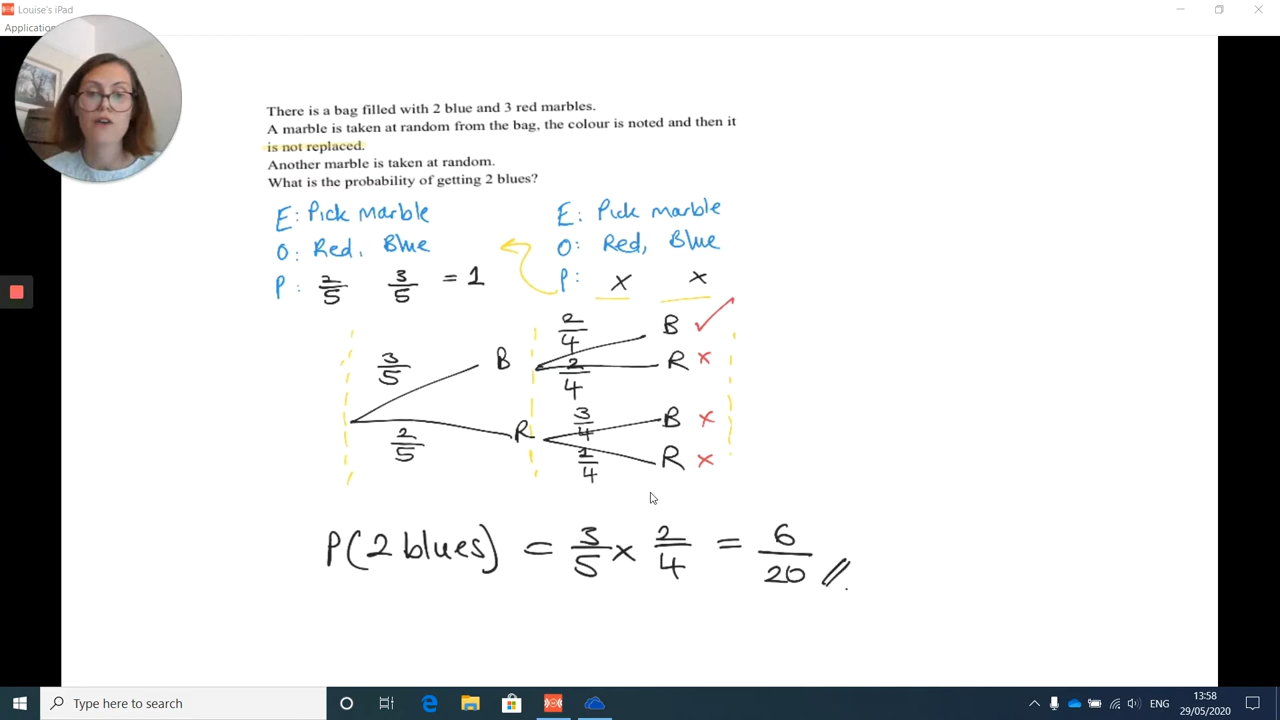 Louise's iPad
Application
There is a bag filled with 2 blue and 3 red marbles.
A marble is taken at random from the bag, the colour is noted and then it
is not replaced.
Another marble is taken at random.
What is the probability of getting 2 blues?
E: Pick marble E: Pick marble
O: Red, Blue O: Red, Blue
P: 2/5 3/5 = 1 P: x x
3/5 B 2/4 B ✓
2/4 R x
2/5 R 3/4 B x
1/4 R x
P(2 blues) = 3/5 x 2/4 = 6/20 //.
Type here to search
ENG
13:58
29/05/2020